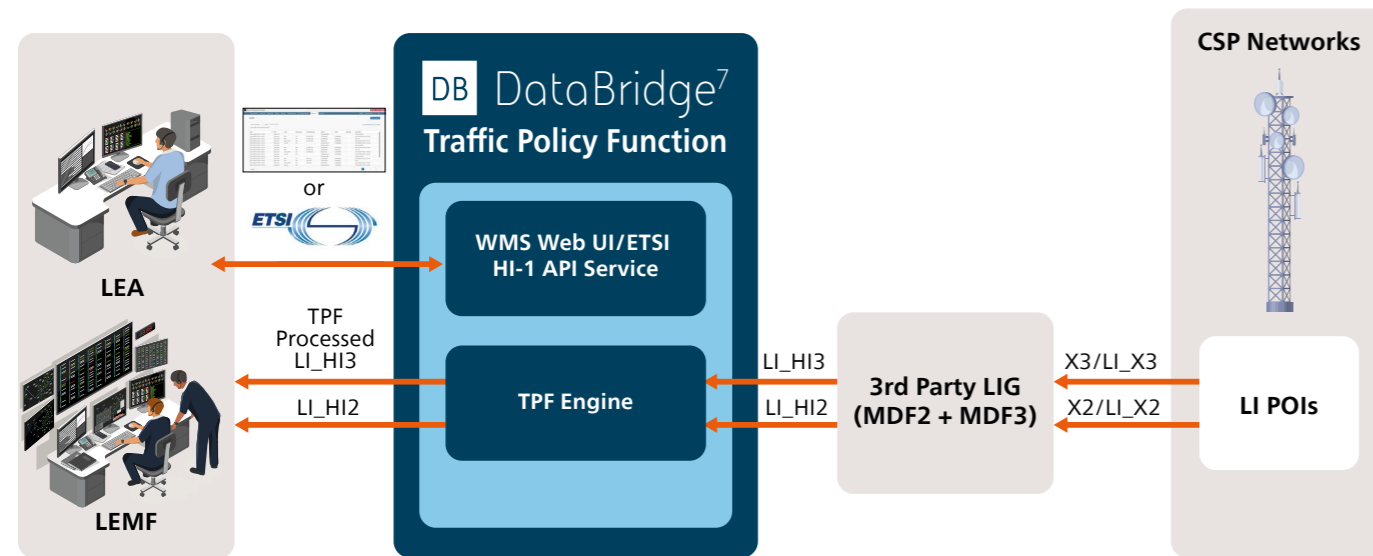 CSP Networks
DB DataBridge7
Traffic Policy Function
or
ETSI
WMS Web UI/ETSI
HI-1 API Service
LEA
TPF
Processed
LI_HI3
LI_HI2
TPF Engine
LI_HI3
LI_HI2
3rd Party LIG
(MDF2 + MDF3)
X3/LI_X3
X2/LI_X2
LI POIs
LEMF